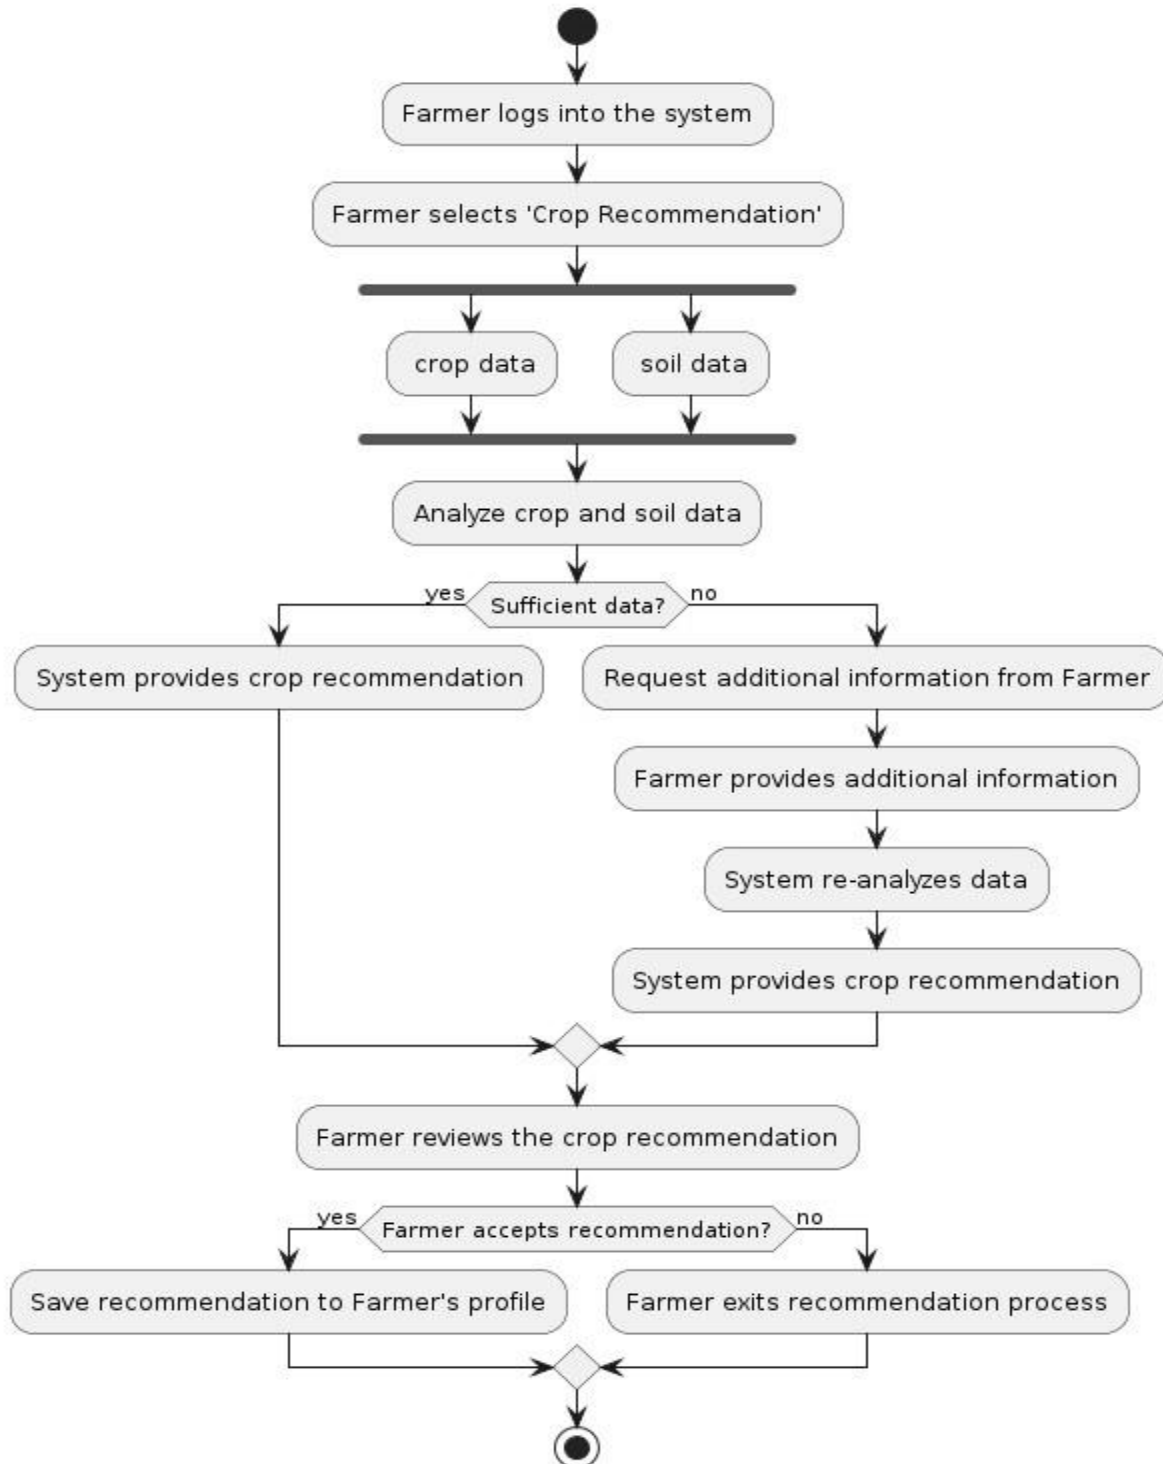 Farmer logs into the system
Farmer selects 'Crop Recommendation'
crop data
soil data
Analyze crop and soil data
yes
Sufficient data?
no
System provides crop recommendation
Request additional information from Farmer
Farmer provides additional information
System re-analyzes data
System provides crop recommendation
Farmer reviews the crop recommendation
yes
Farmer accepts recommendation?
no
Save recommendation to Farmer's profile
Farmer exits recommendation process